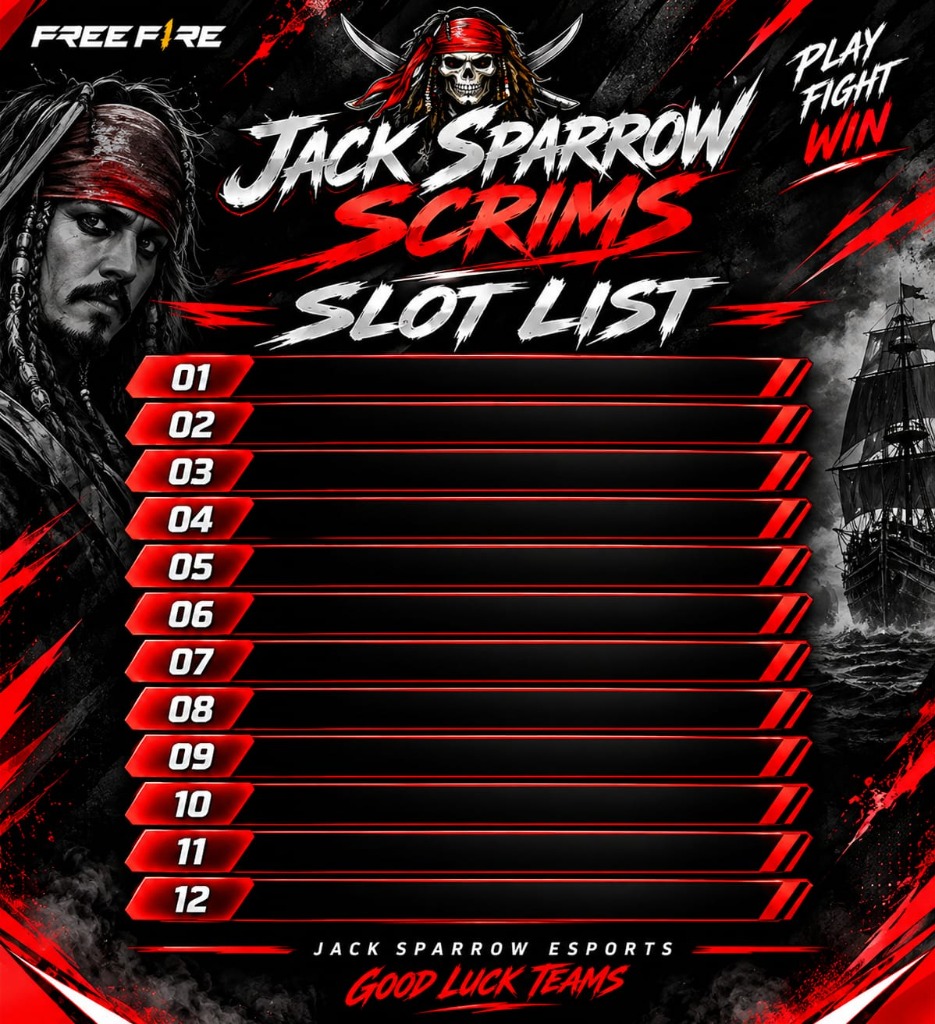 FREE FIRE
PLAY
FIGHT
WIN
JACK SPARROW
SCRIMS
SLOT LIST
01
02
03
04
05
06
07
08
09
10
11
12
JACK SPARROW ESPORTS
GOOD LUCK TEAMS